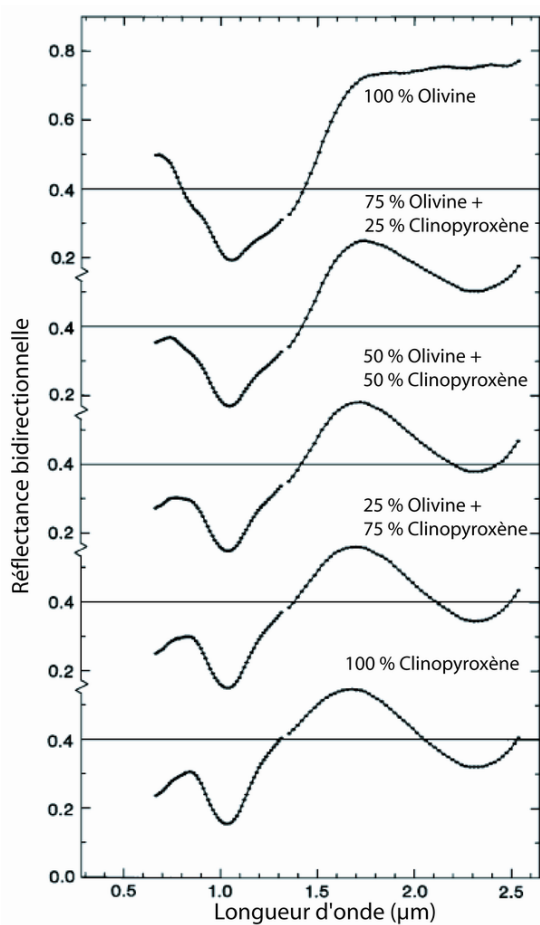 0.8
100 % Olivine
0.6
0.4
75 % Olivine +
25 % Clinopyroxène
0.2
0.4
50 % Olivine +
50 % Clinopyroxène
0.2
0.4
25 % Olivine +
75 % Clinopyroxène
0.2
0.4
100 % Clinopyroxène
0.2
0.4
0.2
0.0
0.5 1.0 1.5 2.0 2.5
Longueur d'onde (µm)
Réflectance bidirectionnelle